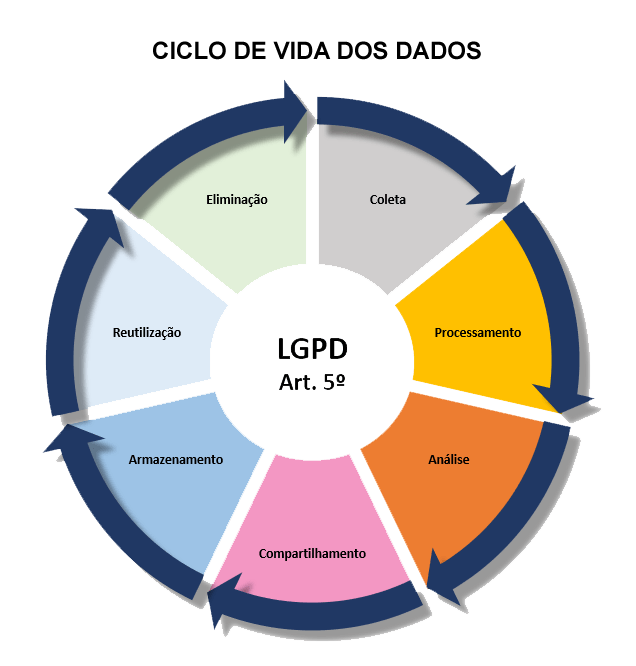 CICLO DE VIDA DOS DADOS
Eliminação
Coleta
Reutilização
LGPD
Art. 5º
Processamento
Armazenamento
Análise
Compartilhamento